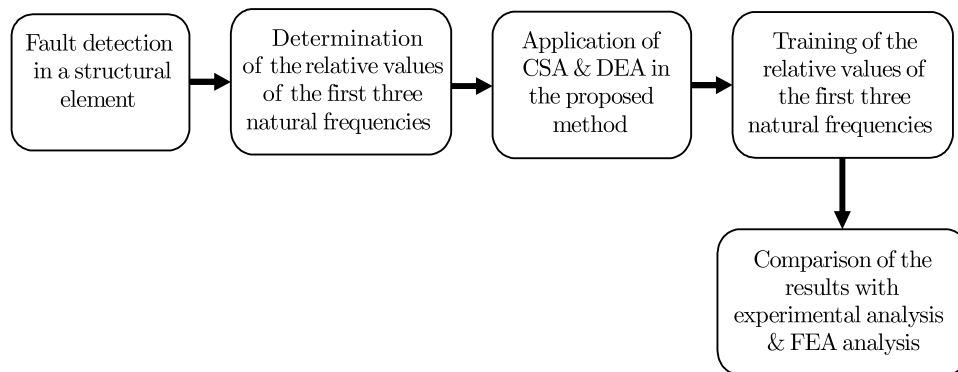 Fault detection
in a structural
element
Determination
of the relative values
of the first three
natural frequencies
Application of
CSA & DEA in
the proposed
method
Training of the
relative values of
the first three
natural frequencies
Comparison of the
results with
experimental analysis
& FEA analysis